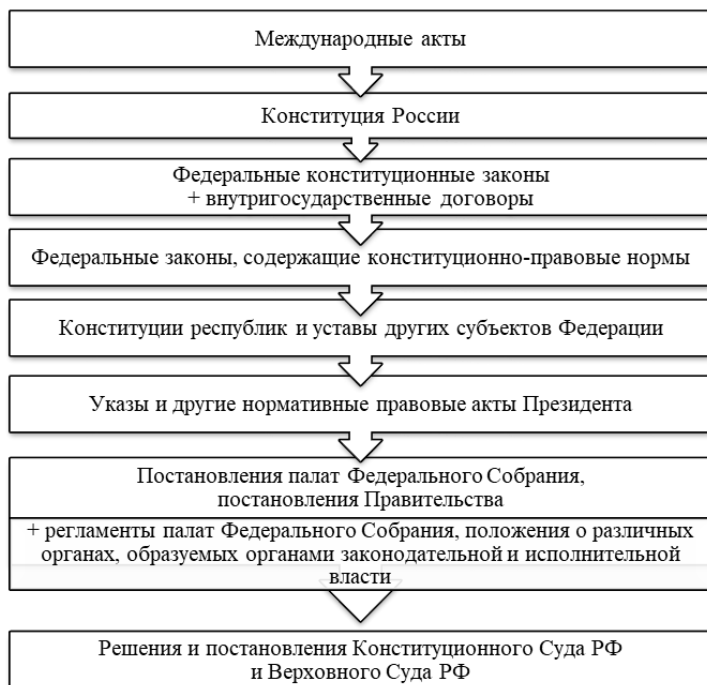 Международные акты
Конституция России
Федеральные конституционные законы
+ внутригосударственные договоры
Федеральные законы, содержащие конституционно-правовые нормы
Конституции республик и уставы других субъектов Федерации
Указы и другие нормативные правовые акты Президента
Постановления палат Федерального Собрания,
постановления Правительства
+ регламенты палат Федерального Собрания, положения о различных
органах, образуемых органами законодательной и исполнительной
власти
Решения и постановления Конституционного Суда РФ
и Верховного Суда РФ